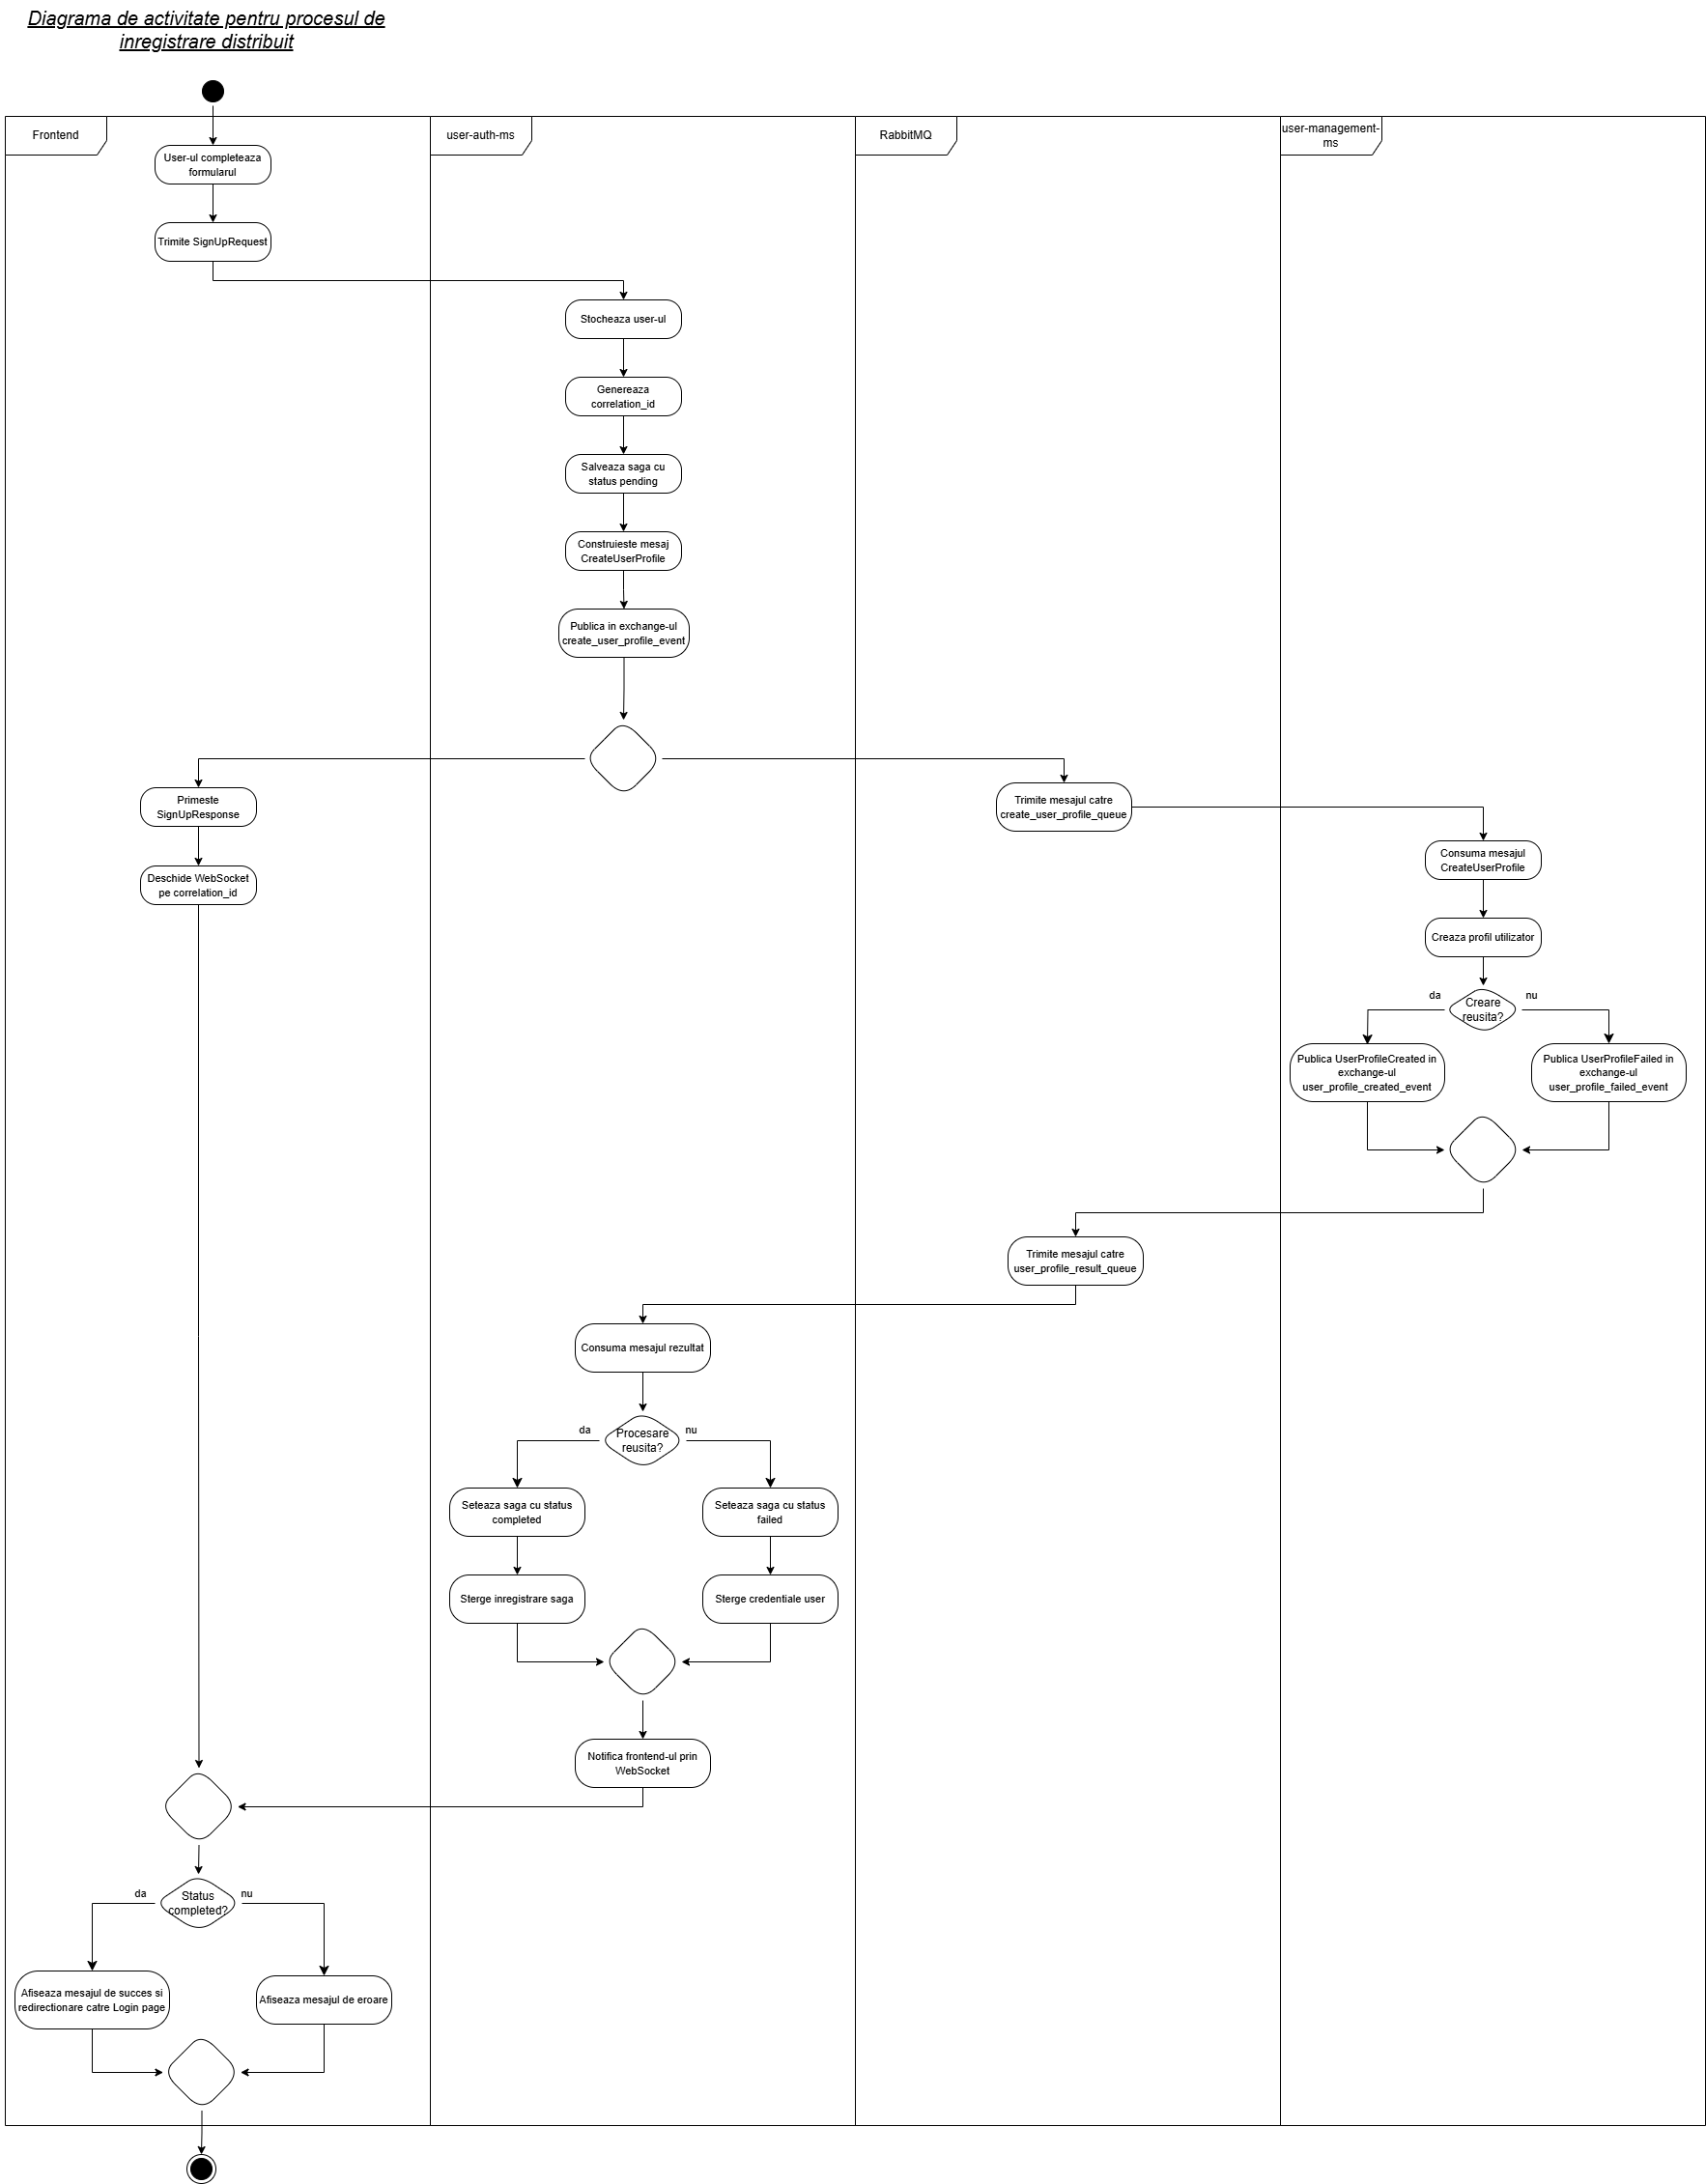 Diagrama de activitate pentru procesul de
inregistrare distribuit
Frontend
user-auth-ms
RabbitMQ
user-management-
ms
User-ul completeaza
formularul
Trimite SignUpRequest
Stocheaza user-ul
Genereaza
correlation_id
Salveaza saga cu
status pending
Construieste mesaj
CreateUserProfile
Publica in exchange-ul
create_user_profile_event
Primeste
SignUpResponse
Trimite mesajul catre
create_user_profile_queue
Deschide WebSocket
pe correlation_id
Consuma mesajul
CreateUserProfile
Creaza profil utilizator
da
Creare
reusita?
nu
Publica UserProfileCreated in
exchange-ul
user_profile_created_event
Publica UserProfileFailed in
exchange-ul
user_profile_failed_event
Trimite mesajul catre
user_profile_result_queue
Consuma mesajul rezultat
da
Procesare
reusita?
nu
Seteaza saga cu status
completed
Seteaza saga cu status
failed
Sterge inregistrare saga
Sterge credentiale user
Notifica frontend-ul prin
WebSocket
da
Status
completed?
nu
Afiseaza mesajul de succes si
redirectionare catre Login page
Afiseaza mesajul de eroare